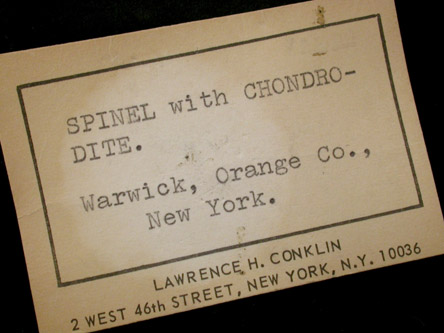 SPINEL with CHONDRO-
DITE.
Warwick, Orange Co.,
New York.
LAWRENCE H. CONKLIN
2 WEST 46th STREET, NEW YORK, N.Y. 10036